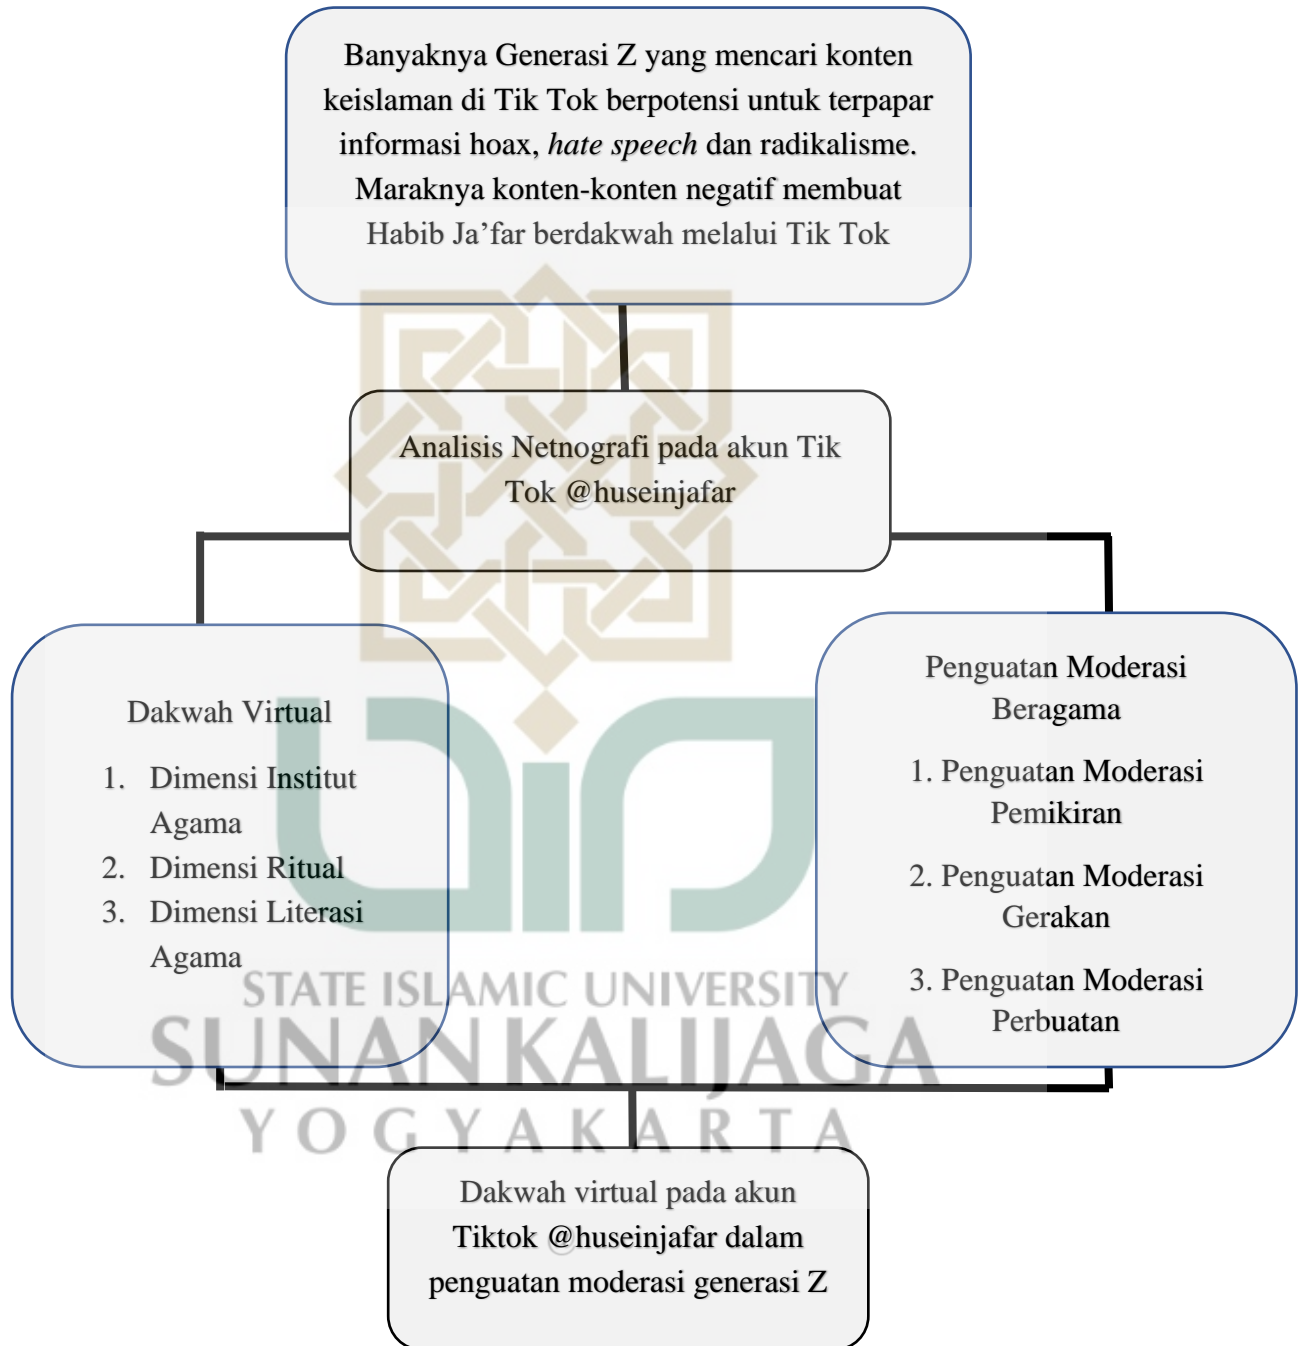 Banyaknya Generasi Z yang mencari konten
keislaman di Tik Tok berpotensi untuk terpapar
informasi hoax, hate speech dan radikalisme.
Maraknya konten-konten negatif membuat
Habib Ja’far berdakwah melalui Tik Tok
Analisis Netnografi pada akun Tik
Tok @huseinjafar
Dakwah Virtual
1. Dimensi Institut
Agama
2. Dimensi Ritual
3. Dimensi Literasi
Agama
Penguatan Moderasi
Beragama
1. Penguatan Moderasi
Pemikiran
2. Penguatan Moderasi
Gerakan
3. Penguatan Moderasi
Perbuatan
STATE ISLAMIC UNIVERSITY
SUNAN KALIJAGA
YOGYAKARTA
Dakwah virtual pada akun
Tiktok @huseinjafar dalam
penguatan moderasi generasi Z